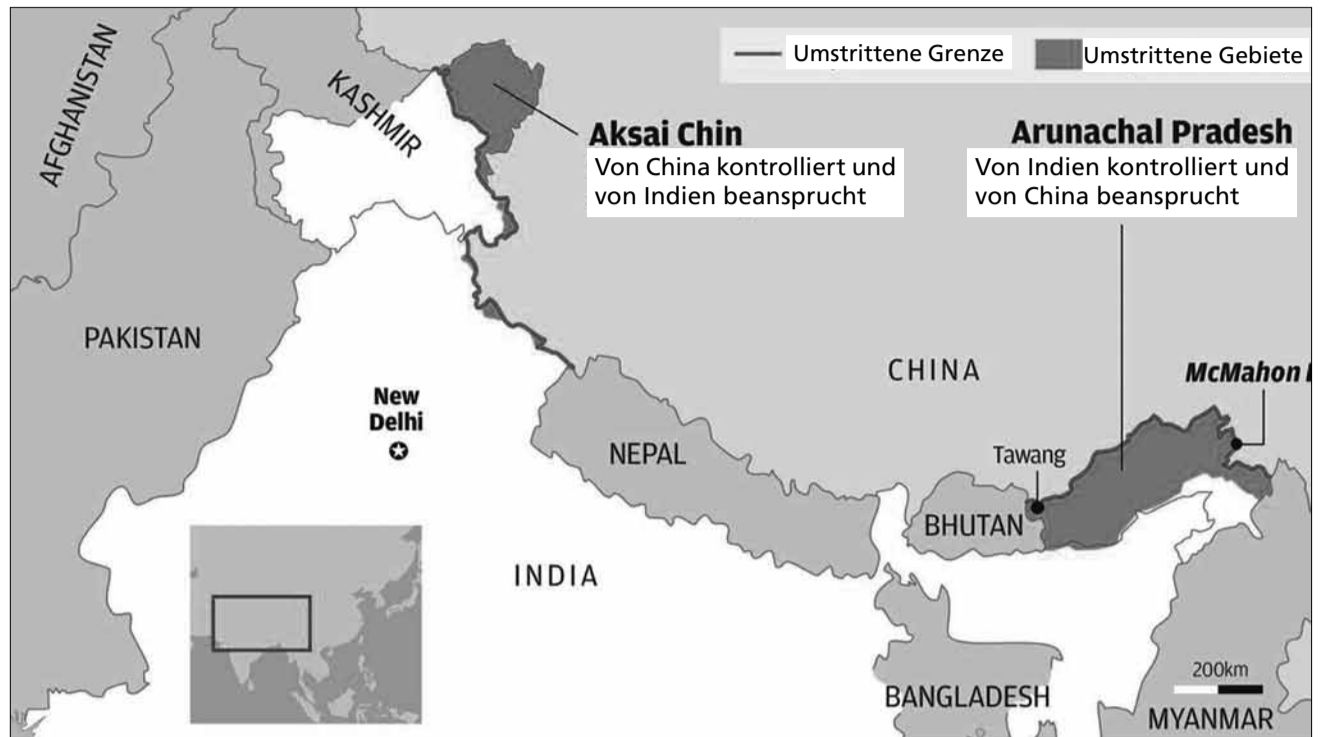 Umstrittene Grenze
Umstrittene Gebiete
AFGHANISTAN
KASHMIR
Aksai Chin
Von China kontrolliert und
von Indien beansprucht
Arunachal Pradesh
Von Indien kontrolliert und
von China beansprucht
PAKISTAN
CHINA
McMahon
New
Delhi
NEPAL
Tawang
BHUTAN
INDIA
200km
BANGLADESH
MYANMAR